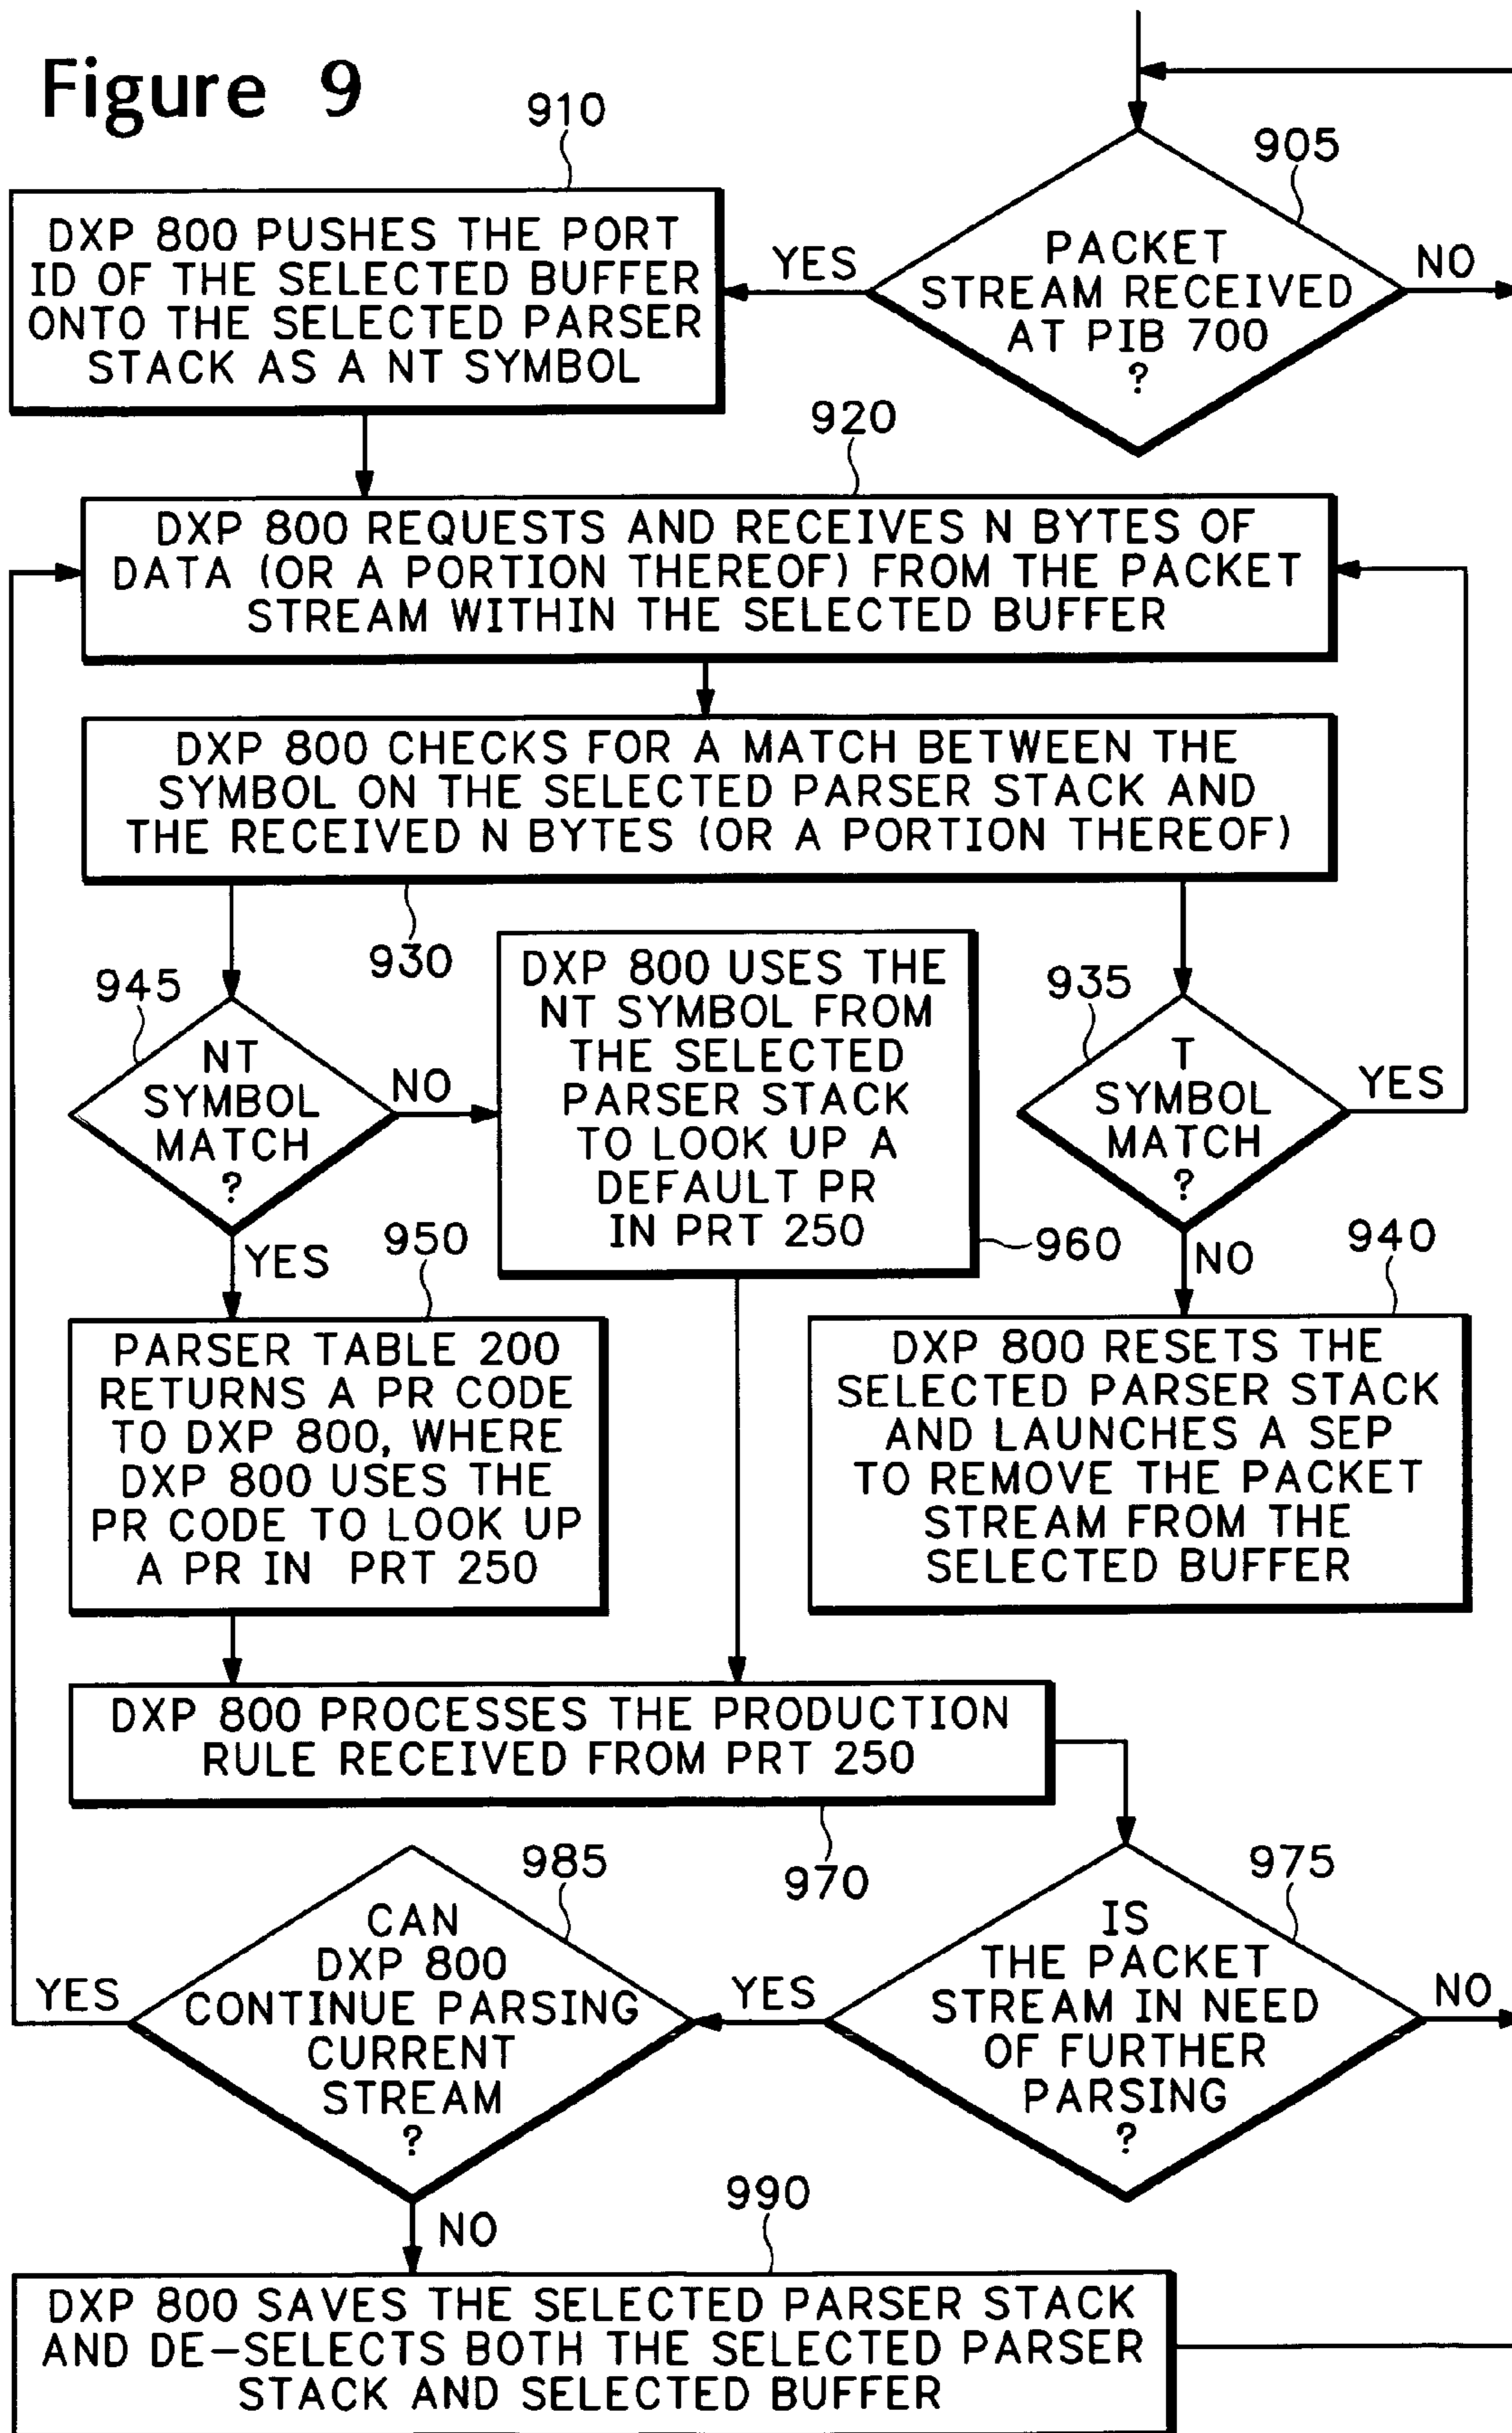 Figure 9
910
905
DXP 800 PUSHES THE PORT
ID OF THE SELECTED BUFFER
ONTO THE SELECTED PARSER
STACK AS A NT SYMBOL
YES
PACKET
STREAM RECEIVED
AT PIB 700
?
NO
920
DXP 800 REQUESTS AND RECEIVES N BYTES OF
DATA (OR A PORTION THEREOF) FROM THE PACKET
STREAM WITHIN THE SELECTED BUFFER
DXP 800 CHECKS FOR A MATCH BETWEEN THE
SYMBOL ON THE SELECTED PARSER STACK AND
THE RECEIVED N BYTES (OR A PORTION THEREOF)
930
945
NT
SYMBOL
MATCH
?
NO
YES
DXP 800 USES THE
NT SYMBOL FROM
THE SELECTED
PARSER STACK
TO LOOK UP A
DEFAULT PR
IN PRT 250
960
935
T
SYMBOL
MATCH
?
YES
NO
950
PARSER TABLE 200
RETURNS A PR CODE
TO DXP 800, WHERE
DXP 800 USES THE
PR CODE TO LOOK UP
A PR IN PRT 250
940
DXP 800 RESETS THE
SELECTED PARSER STACK
AND LAUNCHES A SEP
TO REMOVE THE PACKET
STREAM FROM THE
SELECTED BUFFER
DXP 800 PROCESSES THE PRODUCTION
RULE RECEIVED FROM PRT 250
970
985
CAN
DXP 800
CONTINUE PARSING
CURRENT
STREAM
?
YES
NO
975
IS
THE PACKET
STREAM IN NEED
OF FURTHER
PARSING
?
YES
NO
990
DXP 800 SAVES THE SELECTED PARSER STACK
AND DE-SELECTS BOTH THE SELECTED PARSER
STACK AND SELECTED BUFFER